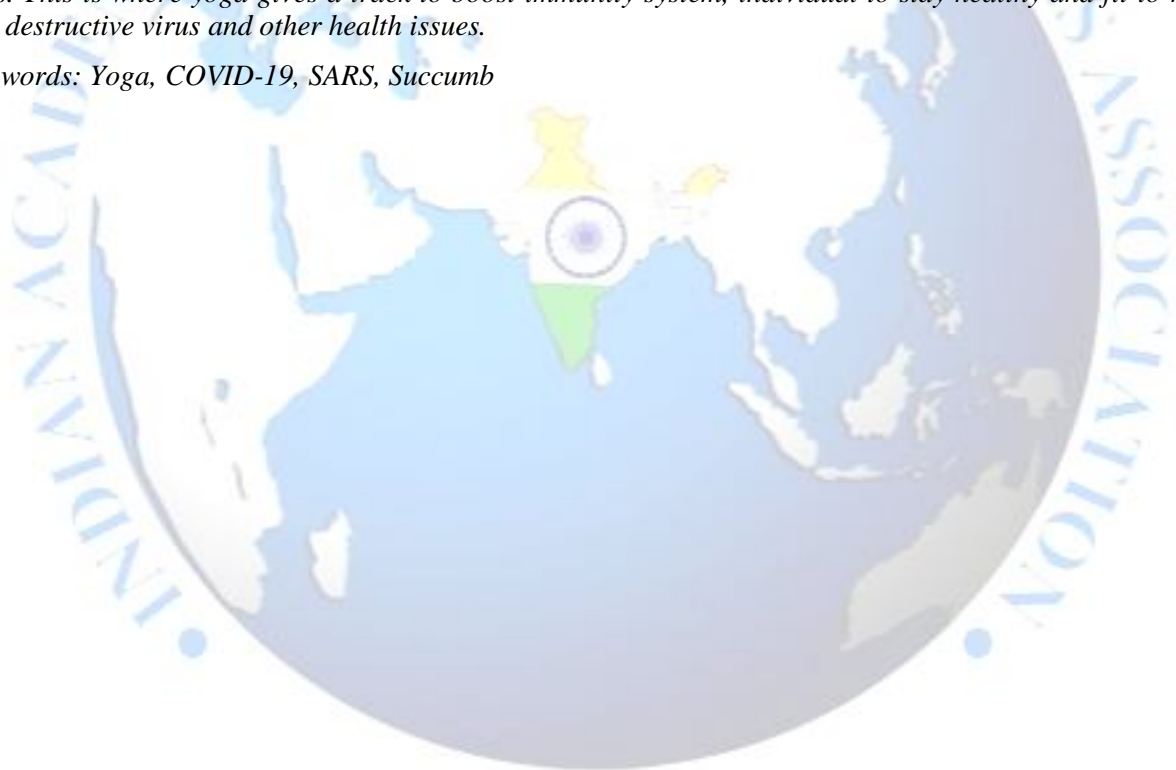 This is where yoga gives a track to boost immunity system, individual to stay healthy and fit to
destructive virus and other health issues.
words: Yoga, COVID-19, SARS, Succumb
INDIAN ACAD
S ASSOCIATION